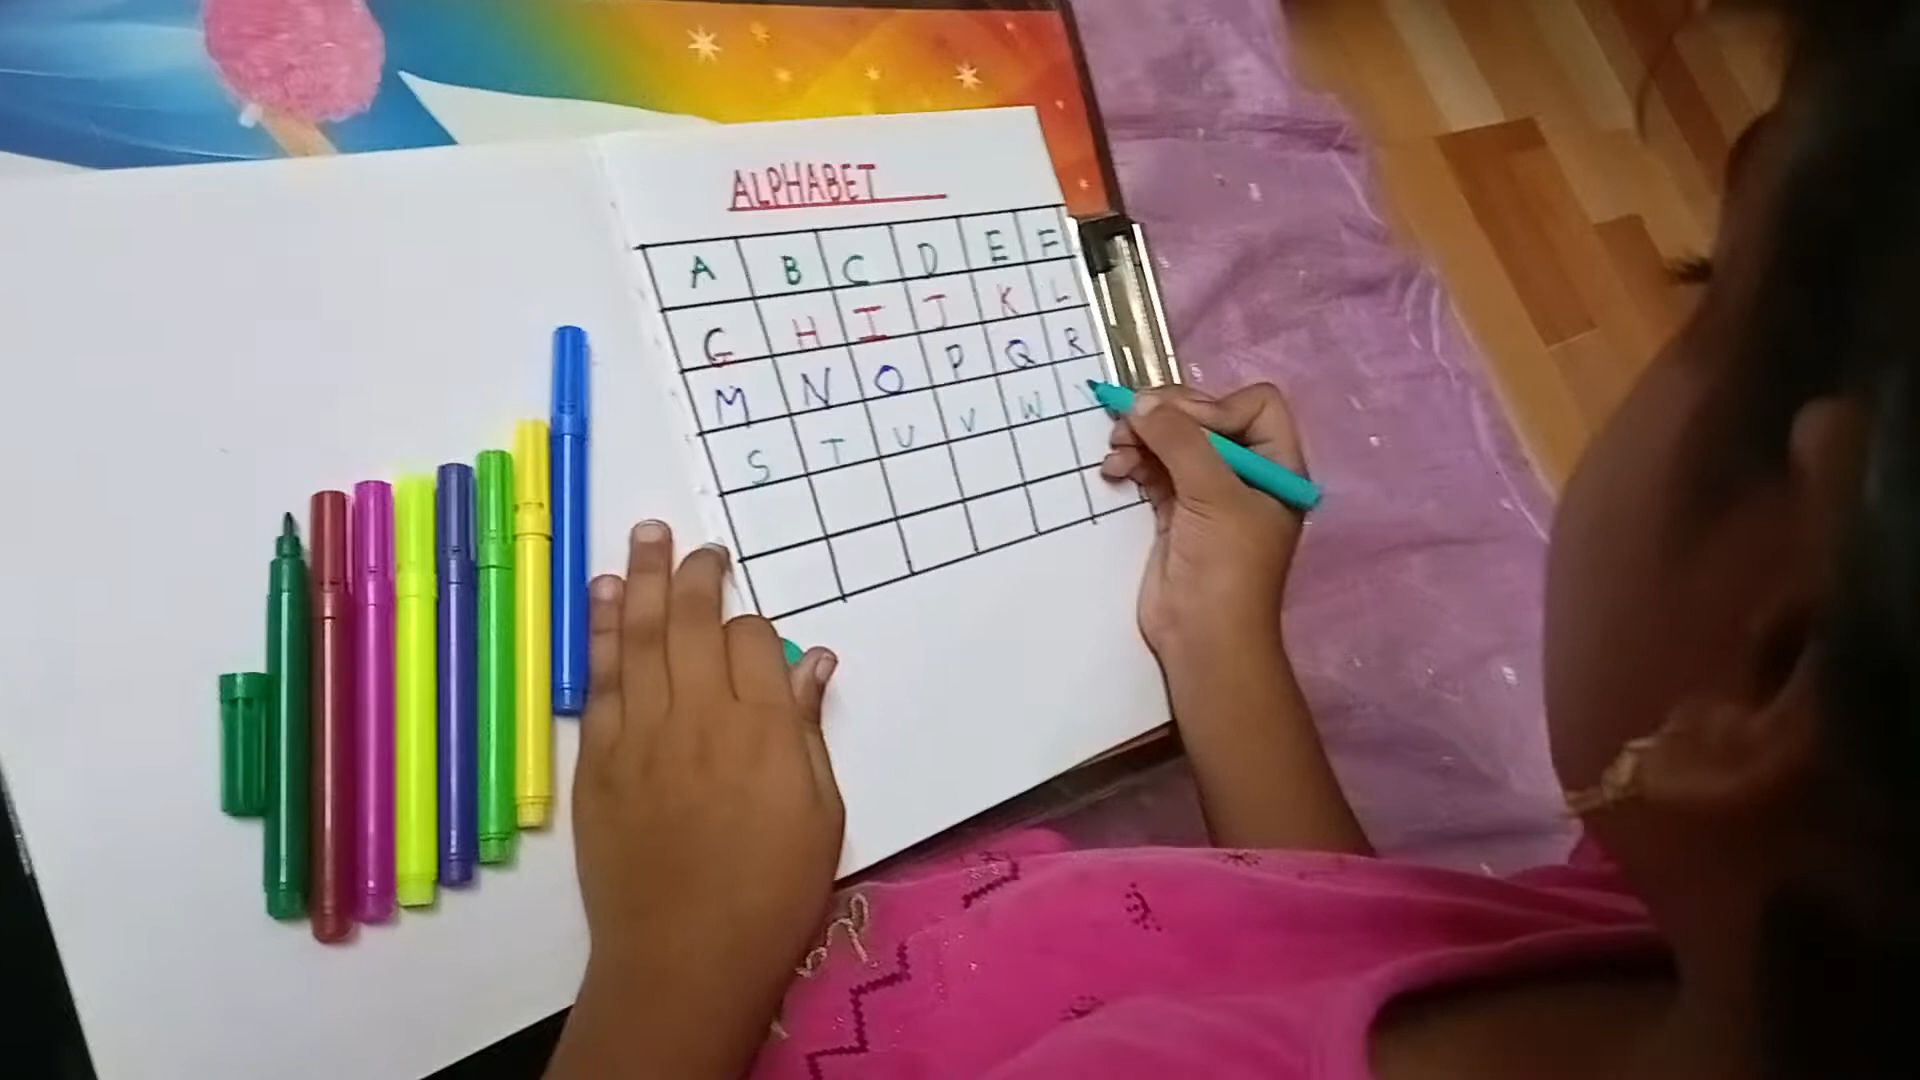 ALPHABET
A B C D E F
G H I J K L
M N O P Q R
S T U V W